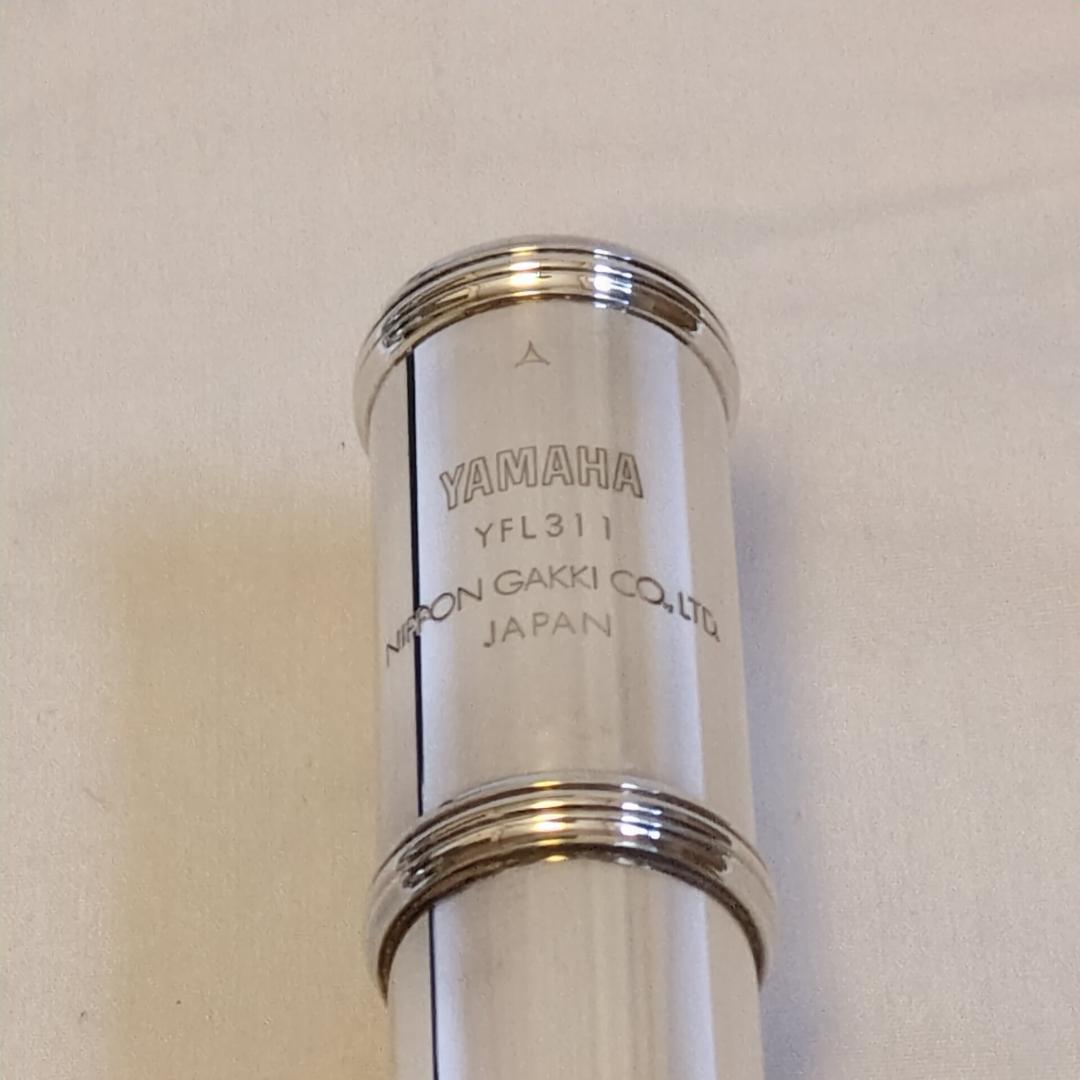 YAMAHA
YFL311
NIPPON GAKKI CO., LTD.
JAPAN